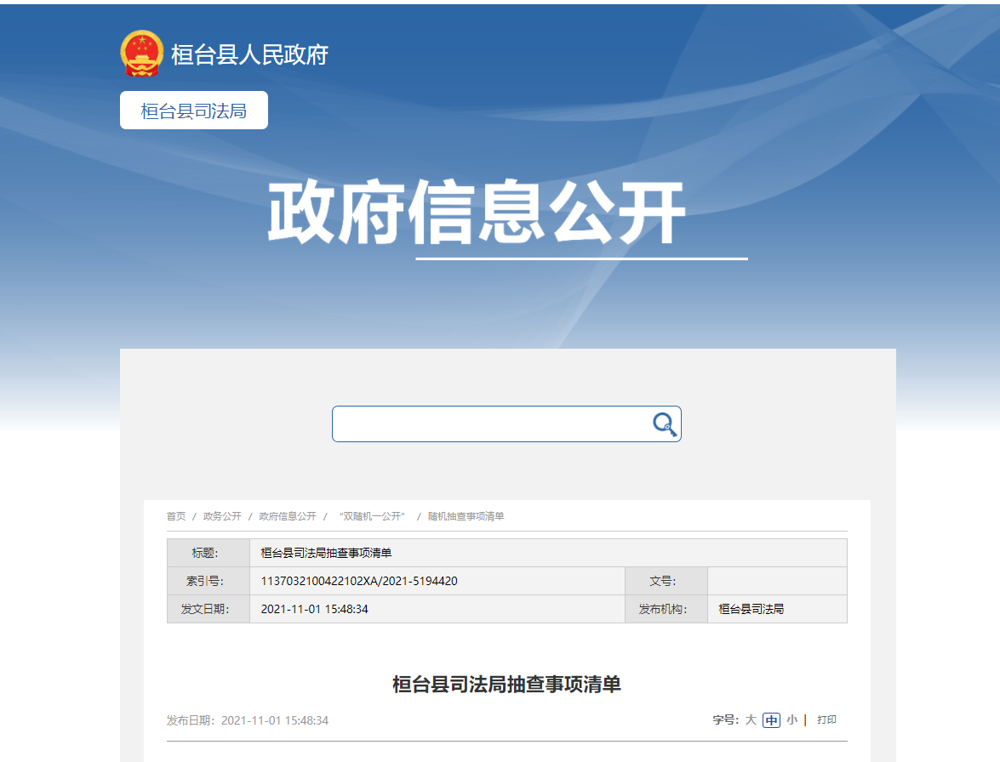 桓台县人民政府
桓台县司法局
政府信息公开
首页 / 政务公开 / 政府信息公开 / “双随机一公开” / 随机抽查事项清单
标题: 桓台县司法局抽查事项清单
索引号: 1137032100422102XA/2021-5194420 文号:
发文日期: 2021-11-01 15:48:34 发布机构: 桓台县司法局
桓台县司法局抽查事项清单
发布日期: 2021-11-01 15:48:34 字号: 大 中 小 | 打印